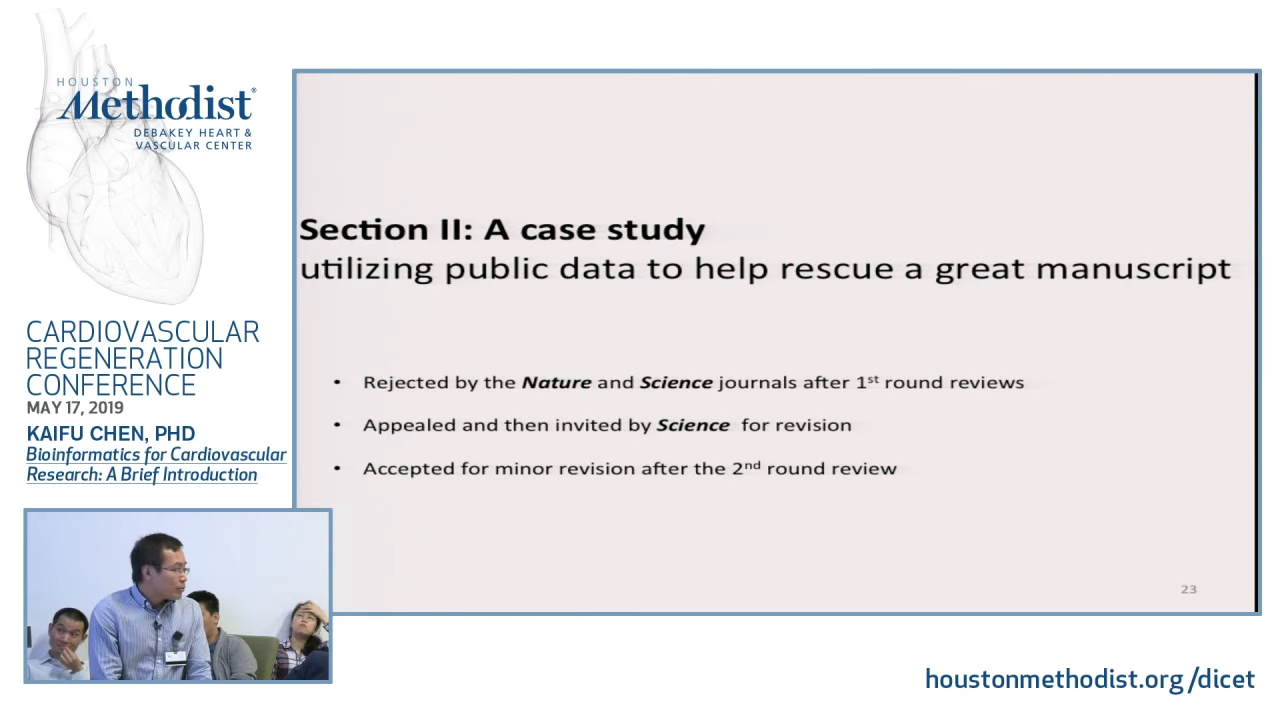 HOUSTON
Methodist®
DEBAKEY HEART &
VASCULAR CENTER
CARDIOVASCULAR
REGENERATION
CONFERENCE
MAY 17, 2019
KAIFU CHEN, PHD
Bioinformatics for Cardiovascular
Research: A Brief Introduction
Section II: A case study
utilizing public data to help rescue a great manuscript
• Rejected by the Nature and Science journals after 1st round reviews
• Appealed and then invited by Science for revision
• Accepted for minor revision after the 2nd round review
23
houstonmethodist.org/dicet